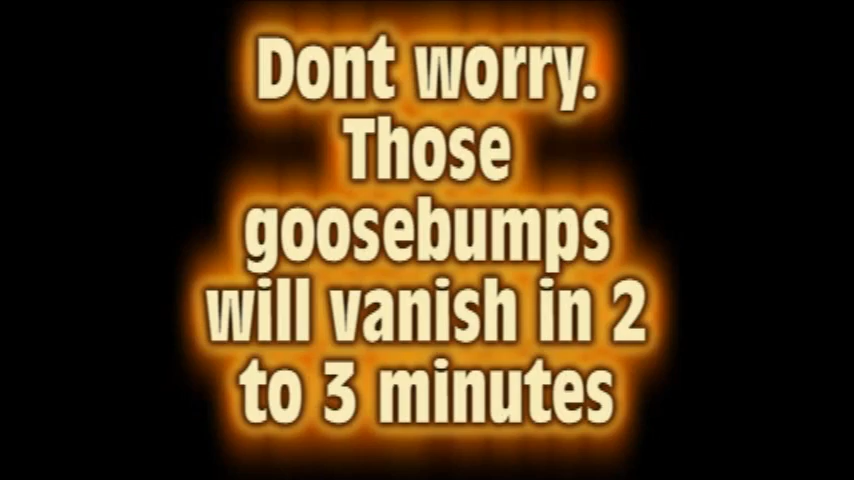 Dont worry.
Those
goosebumps
will vanish in 2
to 3 minutes